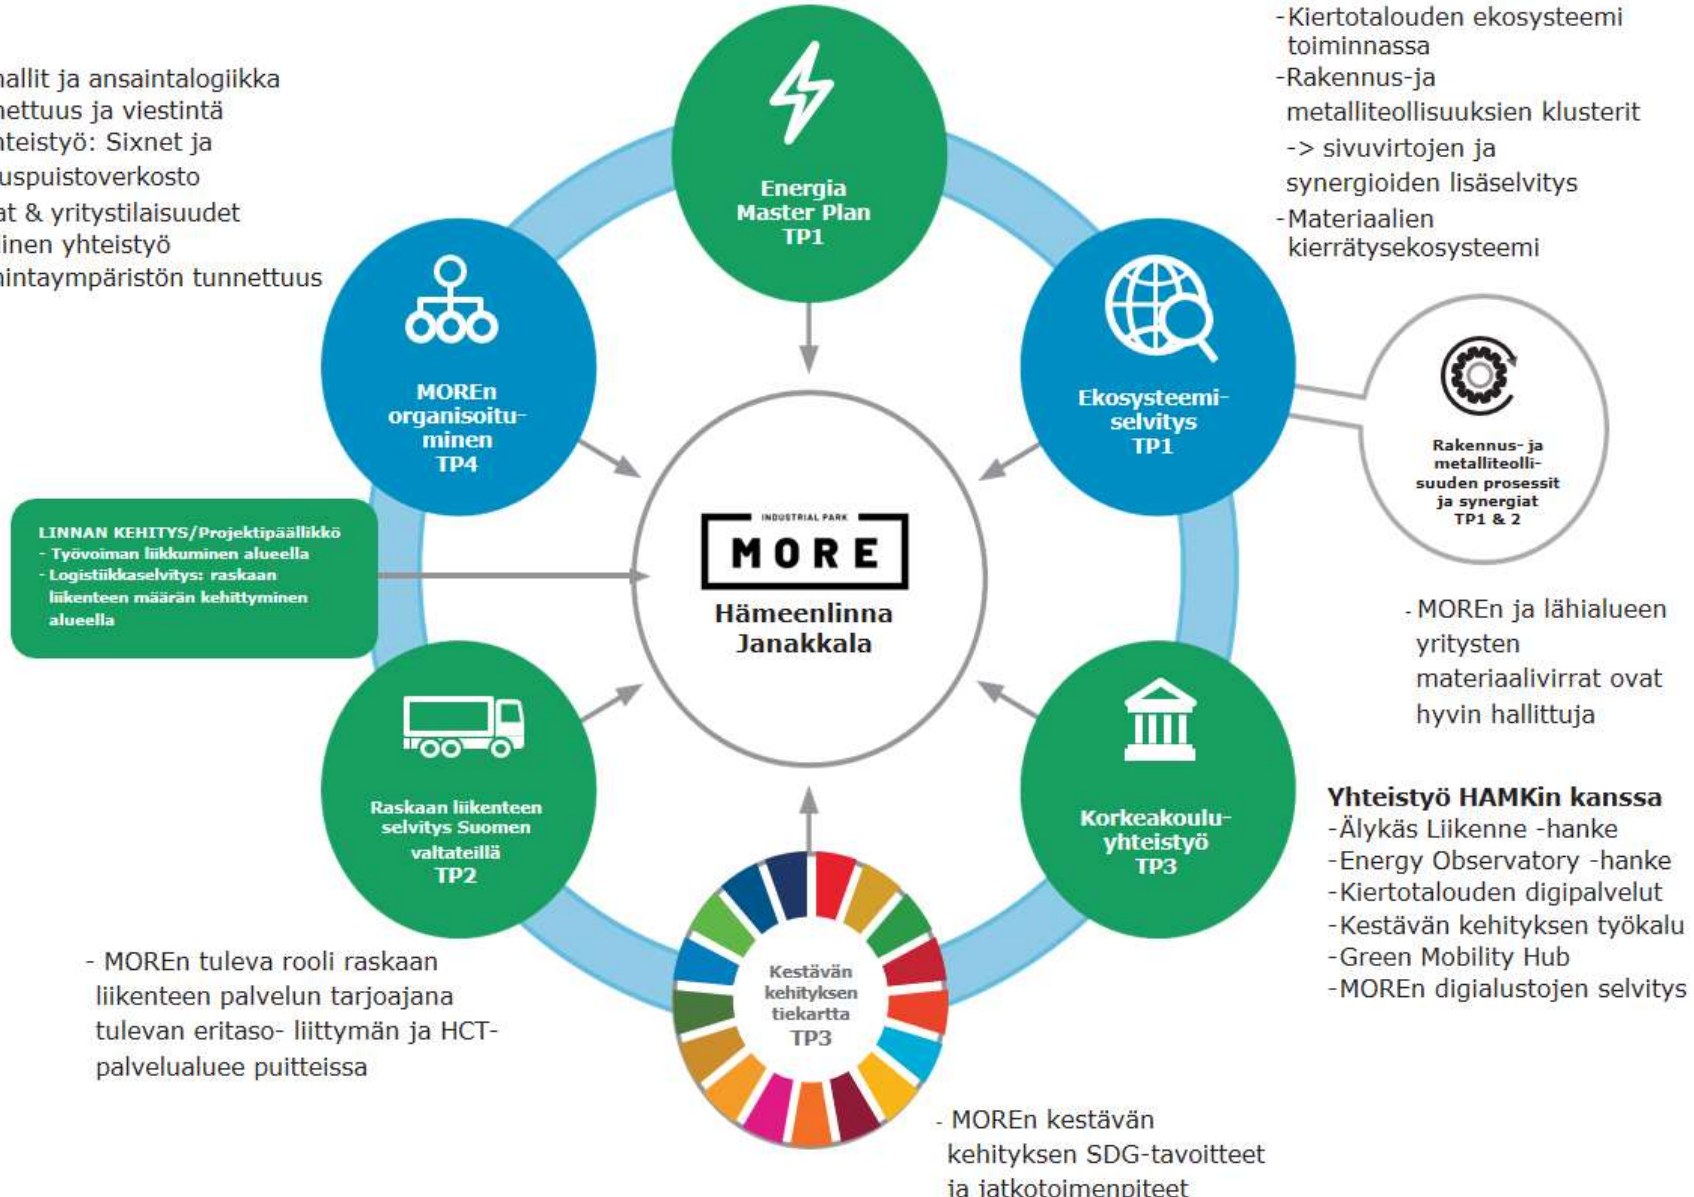 allit ja ansaintalogiikka
nettuus ja viestintä
teistyö: Sixnet ja
uspuistoverkosto
at & yritystilaisuudet
inen yhteistyö
intaympäristön tunnettuus
Energia
Master Plan
TP1
-Kiertotalouden ekosysteemi
toiminnassa
-Rakennus-ja
metalliteollisuuksien klusterit
-> sivuvirtojen ja
synergioiden lisäselvitys
-Materiaalien
kierrätysekosysteemi
MOREn
organisoitu-
minen
TP4
Ekosysteemi-
selvitys
TP1
Rakennus- ja
metalliteolli-
suuden prosessit
ja synergiat
TP1 & 2
LINNAN KEHITYS/Projektipäällikkö
- Työvoiman liikkuminen alueella
- Logistiikkaselvitys: raskaan
liikenteen määrän kehittyminen
alueella
INDUSTRIAL PARK
MORE
Hämeenlinna
Janakkala
- MOREn ja lähialueen
yritysten
materiaalivirrat ovat
hyvin hallittuja
Raskaan liikenteen
selvitys Suomen
valtateillä
TP2
Korkeakoulu-
yhteistyö
TP3
Yhteistyö HAMKin kanssa
-Älykäs Liikenne -hanke
-Energy Observatory -hanke
-Kiertotalouden digipalvelut
-Kestävän kehityksen työkalu
-Green Mobility Hub
-MOREn digialustojen selvitys
- MOREn tuleva rooli raskaan
liikenteen palvelun tarjoajana
tulevan eritaso- liittymän ja HCT-
palvelualuee puitteissa
Kestävän
kehityksen
tiekartta
TP3
- MOREn kestävän
kehityksen SDG-tavoitteet
ja jatkotoimenpiteet